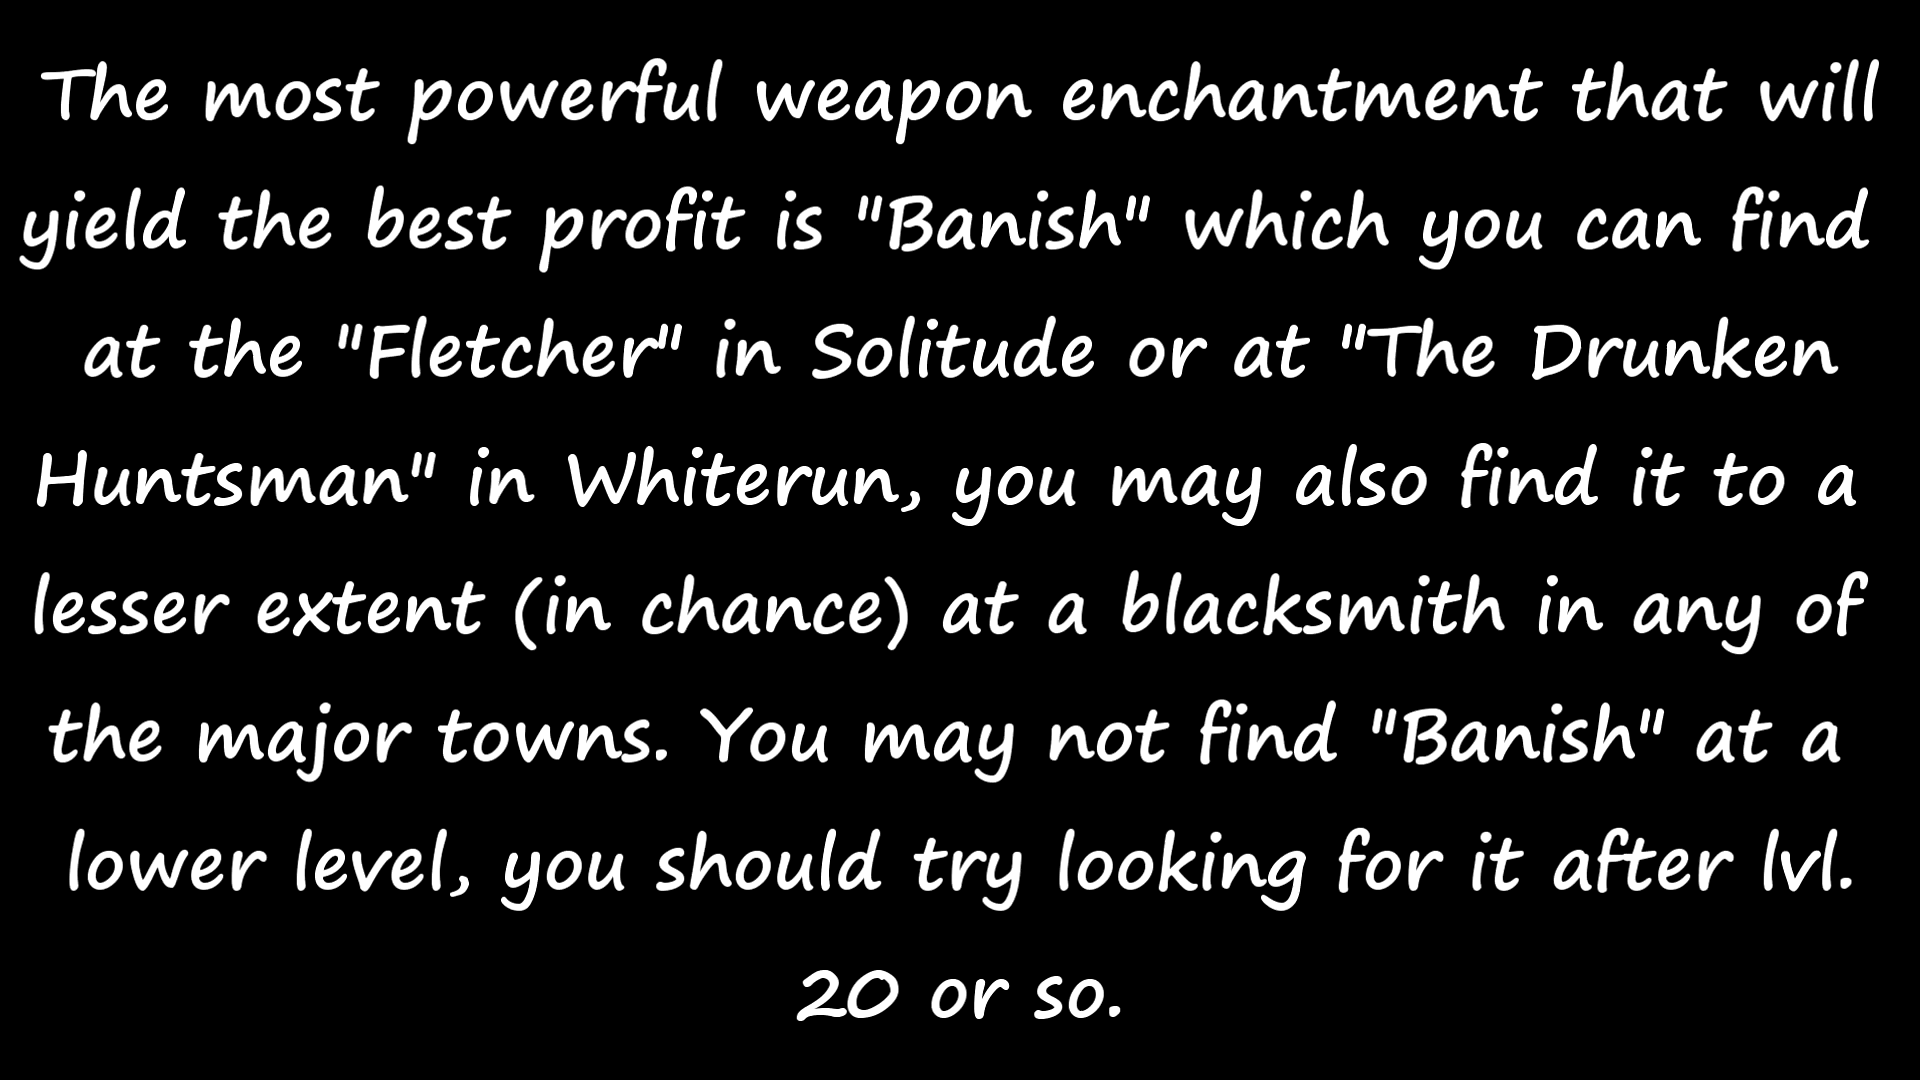 The most powerful weapon enchantment that will
yield the best profit is "Banish" which you can find
at the "Fletcher" in Solitude or at "The Drunken
Huntsman" in Whiterun, you may also find it to a
lesser extent (in chance) at a blacksmith in any of
the major towns. You may not find "Banish" at a
lower level, you should try looking for it after lvl.
20 or so.